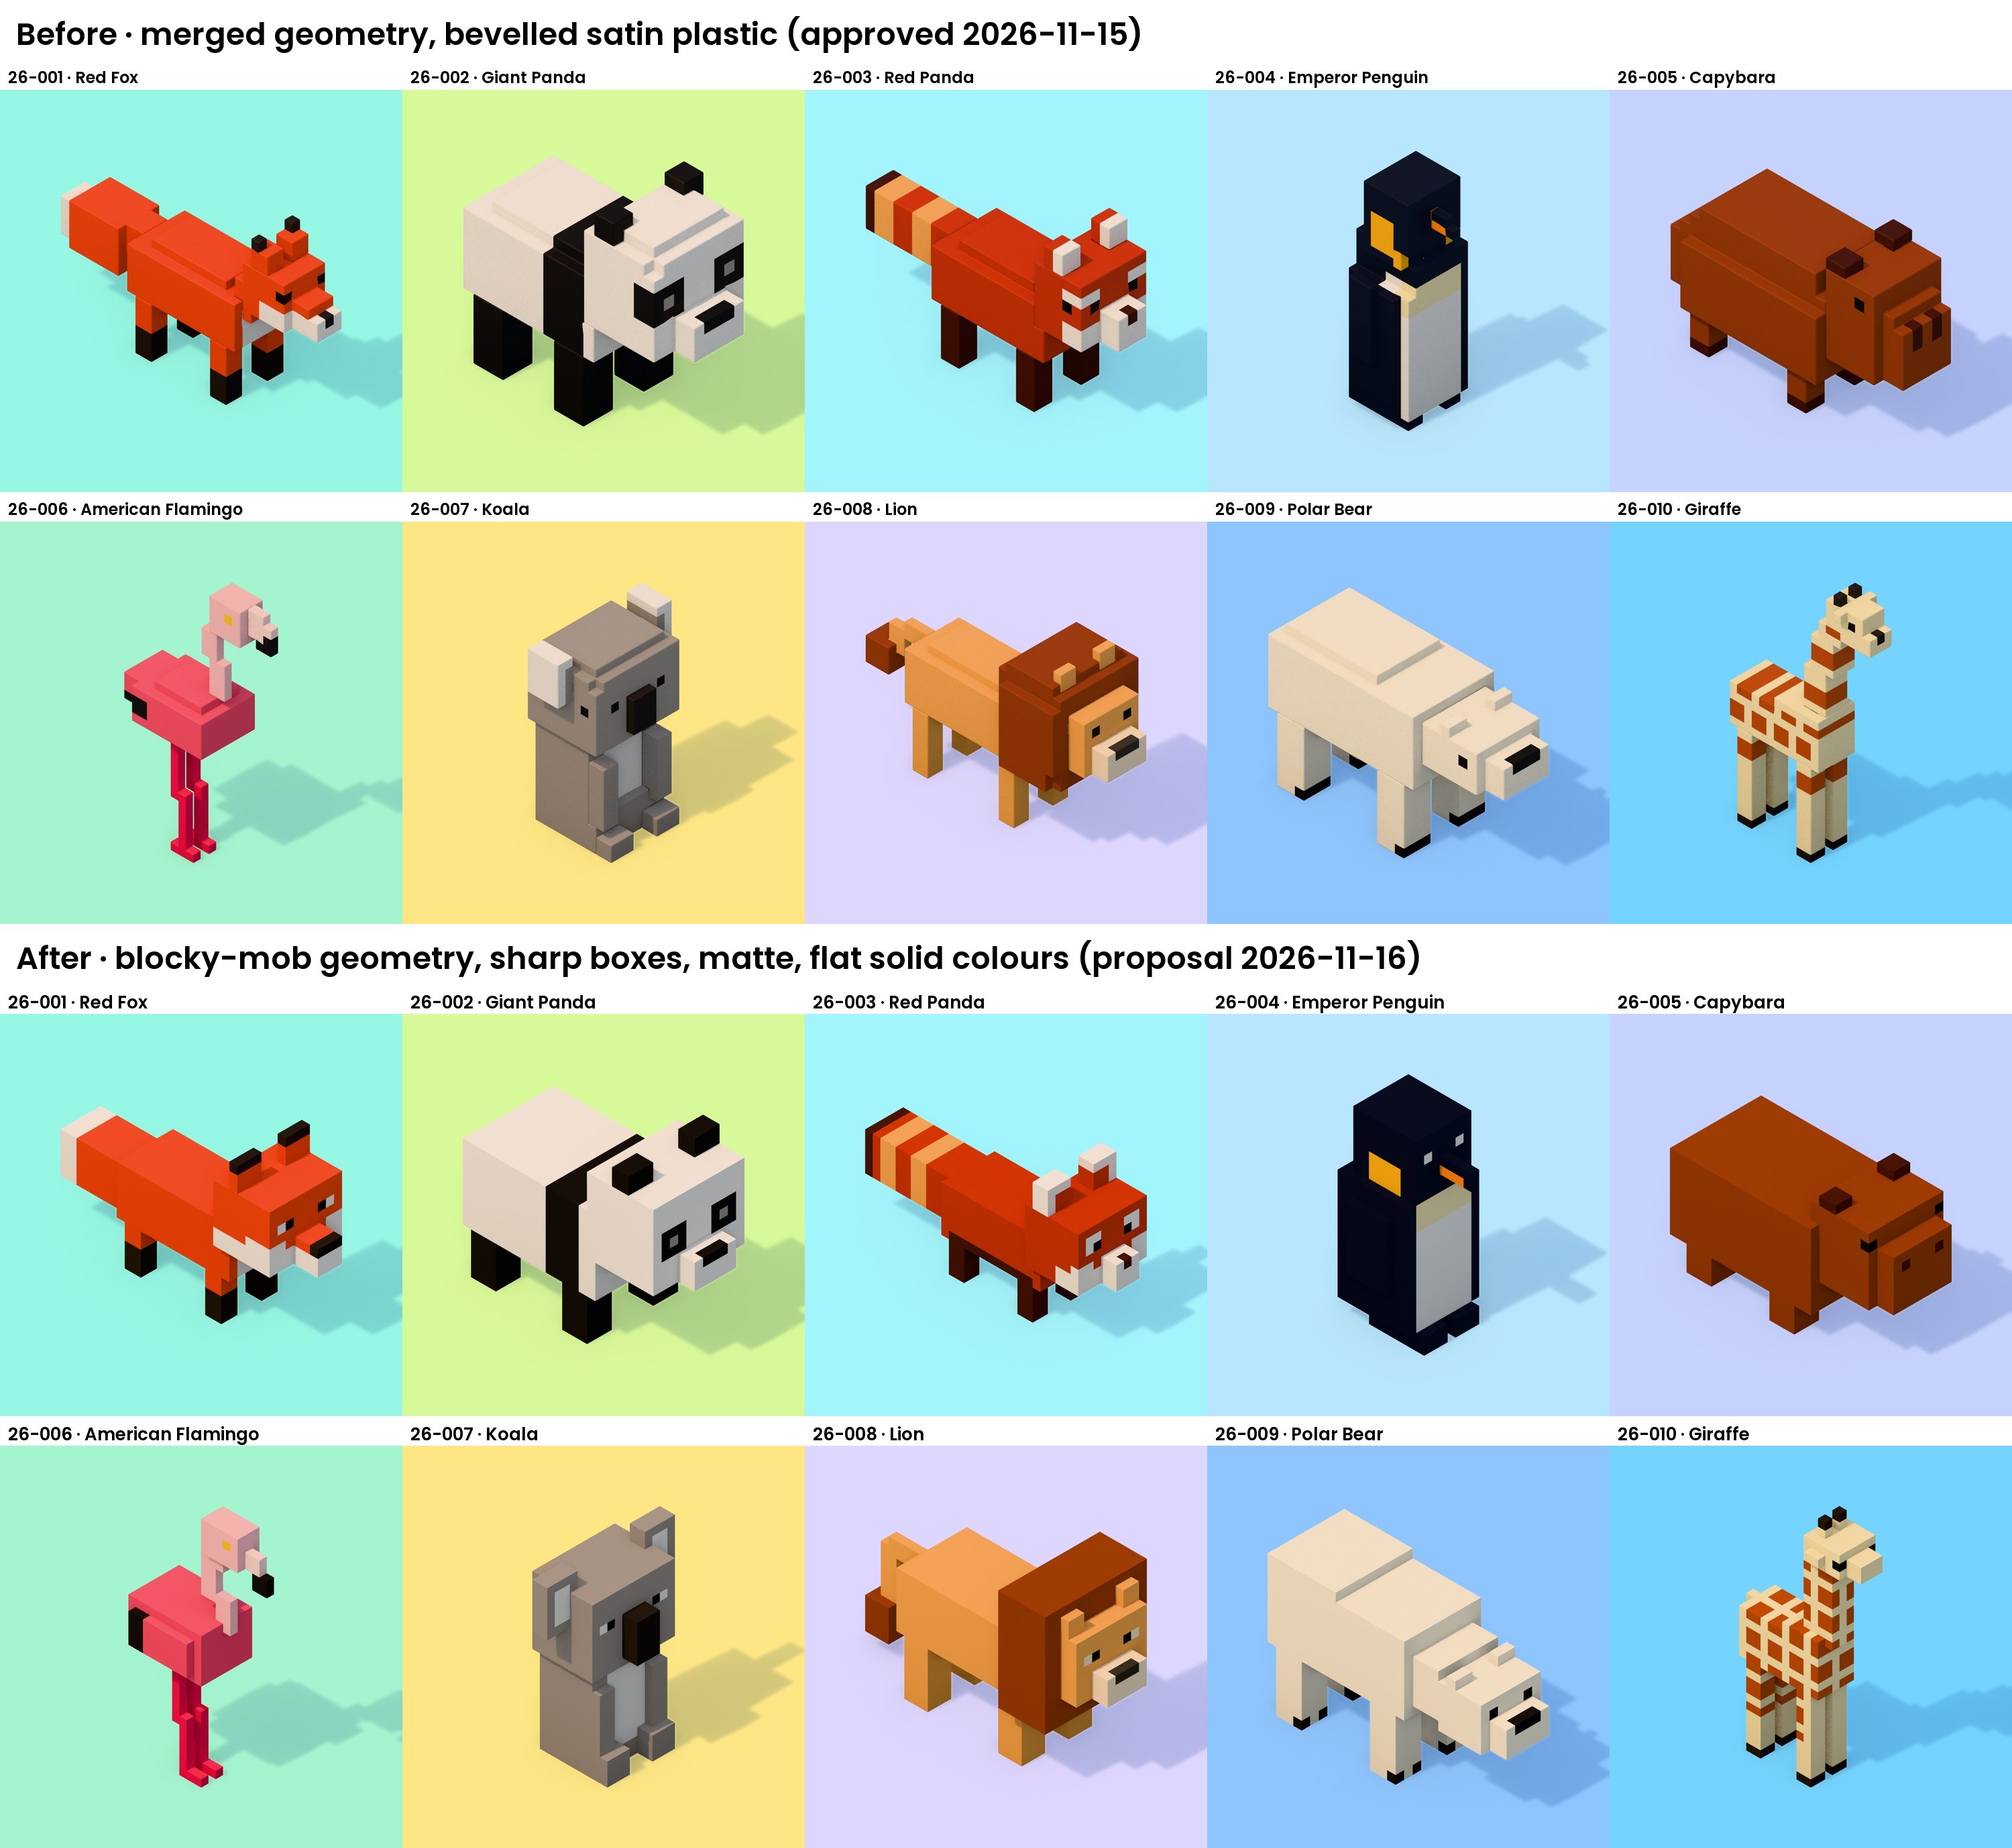 Before · merged geometry, bevelled satin plastic (approved 2026-11-15)
26-001 · Red Fox
26-002 · Giant Panda
26-003 · Red Panda
26-004 · Emperor Penguin
26-005 · Capybara
26-006 · American Flamingo
26-007 · Koala
26-008 · Lion
26-009 · Polar Bear
26-010 · Giraffe
After · blocky-mob geometry, sharp boxes, matte, flat solid colours (proposal 2026-11-16)
26-001 · Red Fox
26-002 · Giant Panda
26-003 · Red Panda
26-004 · Emperor Penguin
26-005 · Capybara
26-006 · American Flamingo
26-007 · Koala
26-008 · Lion
26-009 · Polar Bear
26-010 · Giraffe